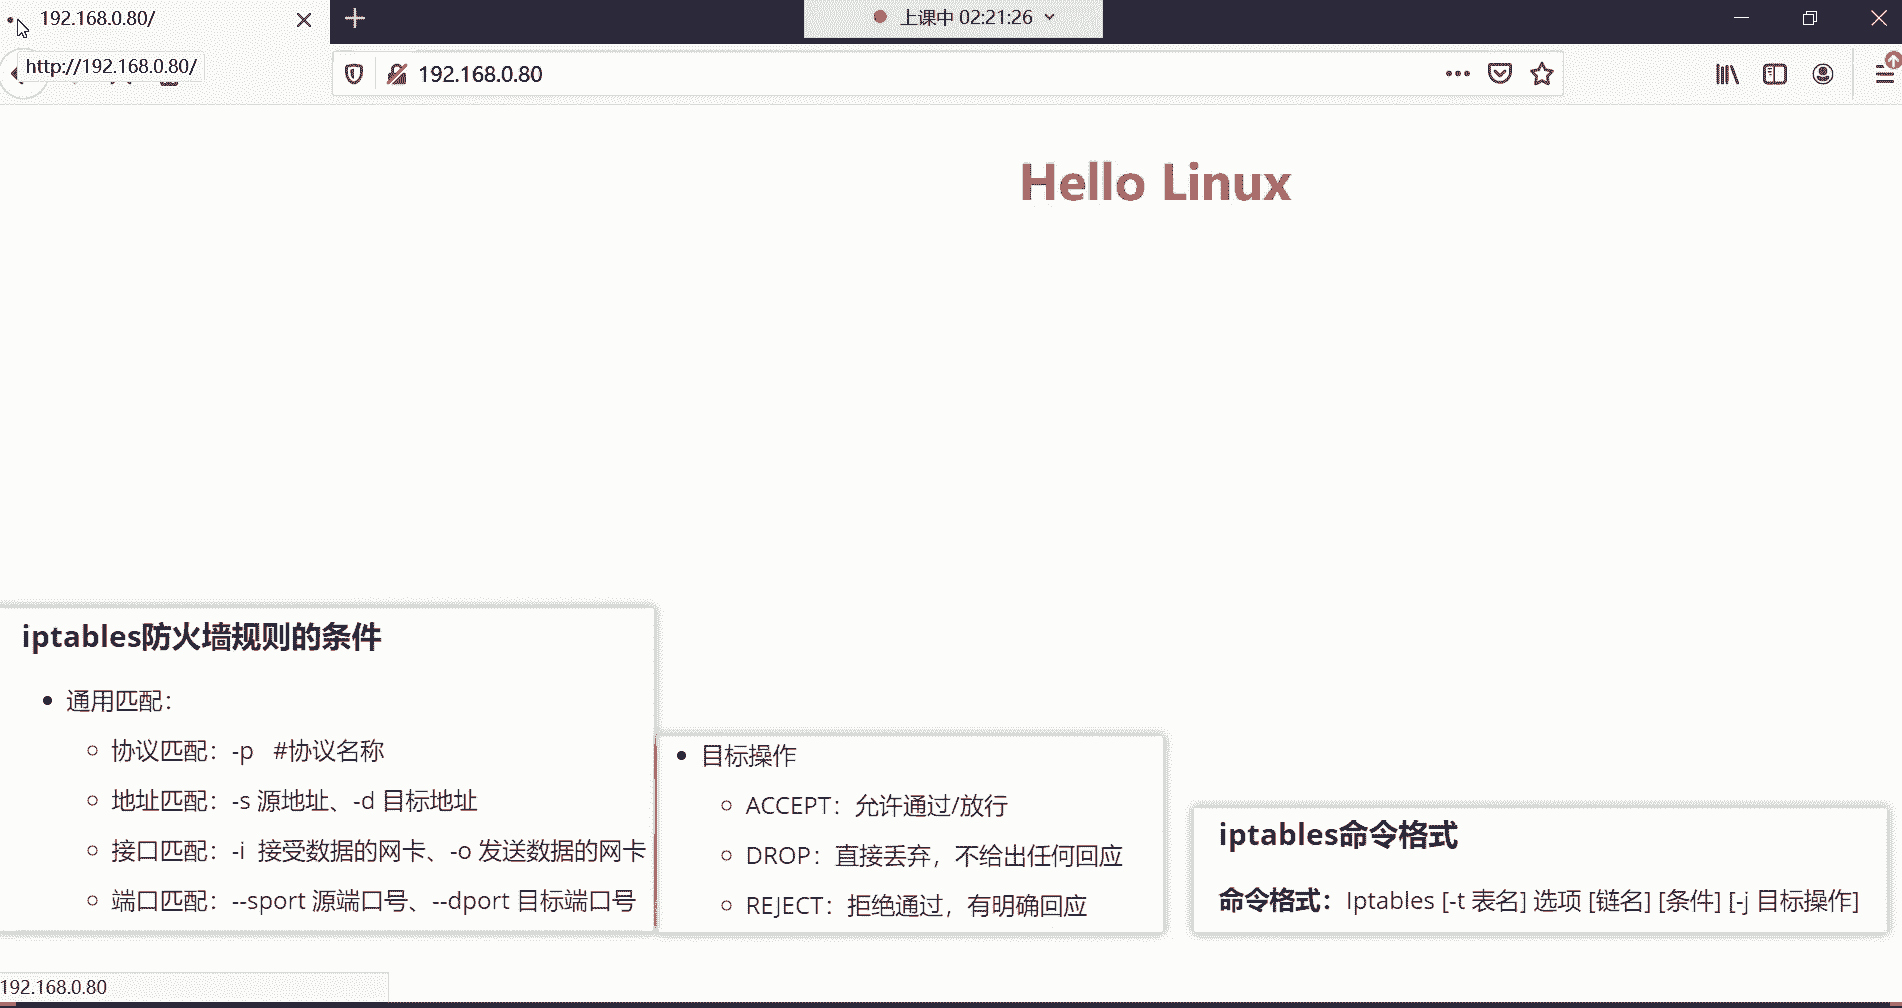 192.168.0.80/
上课中 02:21:26
http://192.168.0.80/
192.168.0.80
Hello Linux
iptables防火墙规则的条件
通用匹配：
协议匹配：-p #协议名称
地址匹配：-s 源地址、-d 目标地址
接口匹配：-i 接受数据的网卡、-o 发送数据的网卡
端口匹配：--sport 源端口号、--dport 目标端口号
目标操作
ACCEPT：允许通过/放行
DROP：直接丢弃，不给出任何回应
REJECT：拒绝通过，有明确回应
iptables命令格式
命令格式：Iptables [-t 表名] 选项 [链名] [条件] [-j 目标操作]
192.168.0.80